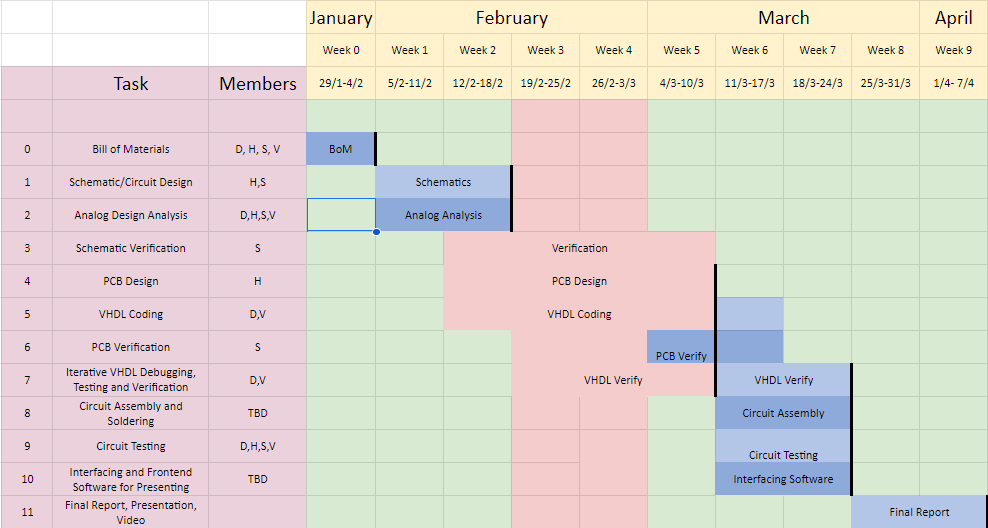 January February March April
Week 0 Week 1 Week 2 Week 3 Week 4 Week 5 Week 6 Week 7 Week 8 Week 9
Task Members 29/1-4/2 5/2-11/2 12/2-18/2 19/2-25/2 26/2-3/3 4/3-10/3 11/3-17/3 18/3-24/3 25/3-31/3 1/4- 7/4
0 Bill of Materials D, H, S, V BoM
1 Schematic/Circuit Design H,S Schematics
2 Analog Design Analysis D,H,S,V Analog Analysis
3 Schematic Verification S Verification
4 PCB Design H PCB Design
5 VHDL Coding D,V VHDL Coding
6 PCB Verification S PCB Verify
7 Iterative VHDL Debugging,
Testing and Verification D,V VHDL Verify VHDL Verify
8 Circuit Assembly and
Soldering TBD Circuit Assembly
9 Circuit Testing D,H,S,V Circuit Testing
10 Interfacing and Frontend
Software for Presenting TBD Interfacing Software
11 Final Report, Presentation,
Video Final Report